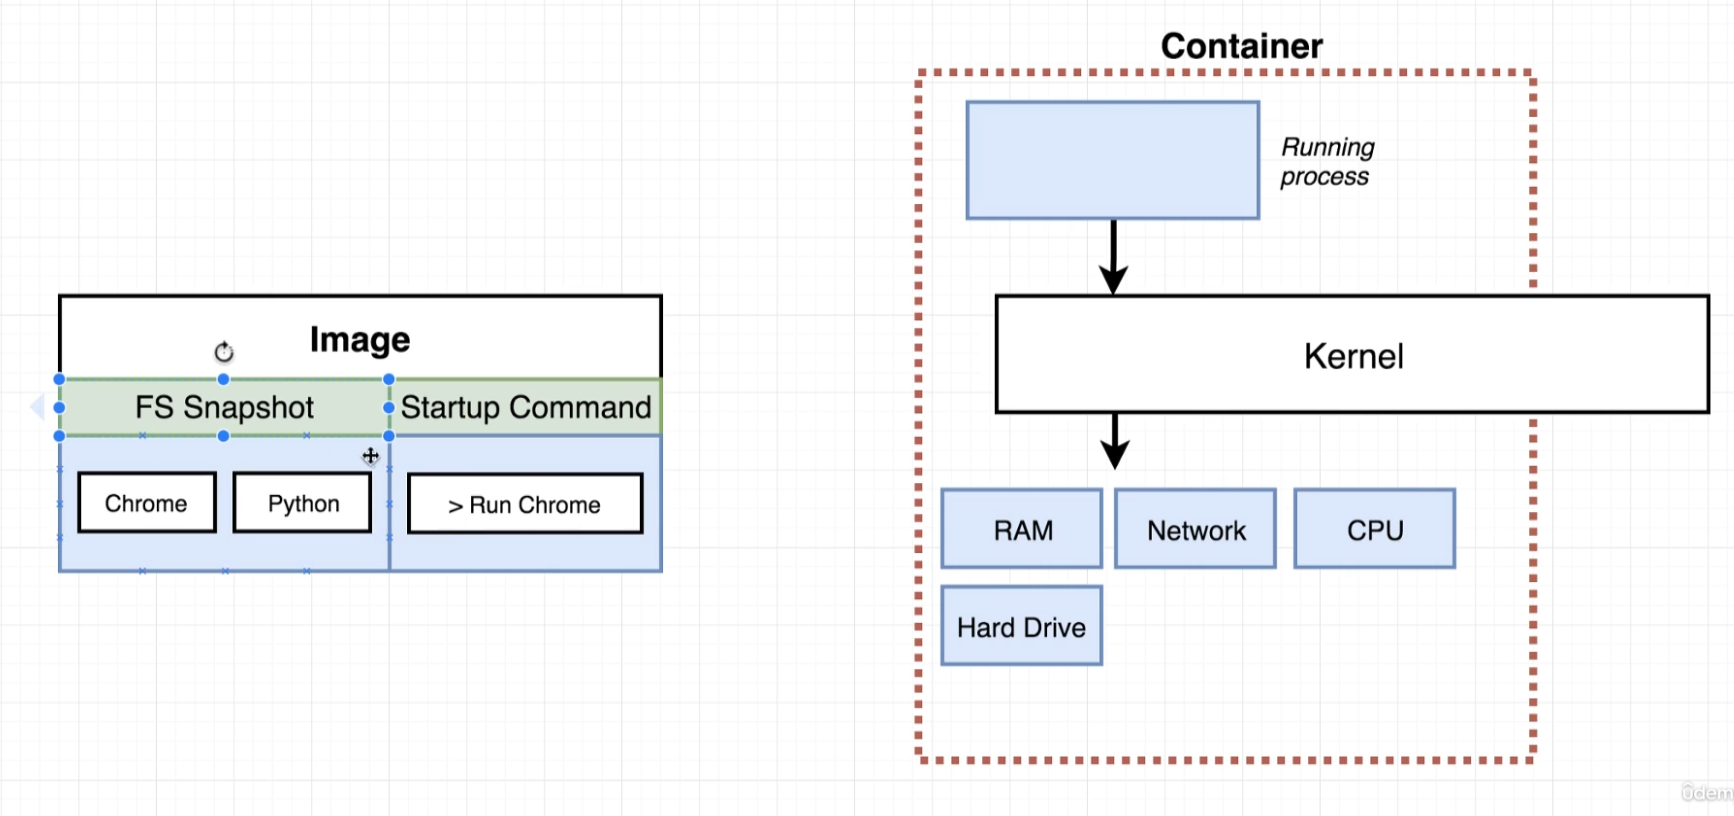 Container
Running
process
Image
Kernel
FS Snapshot
Startup Command
Chrome
Python
> Run Chrome
RAM
Network
CPU
Hard Drive